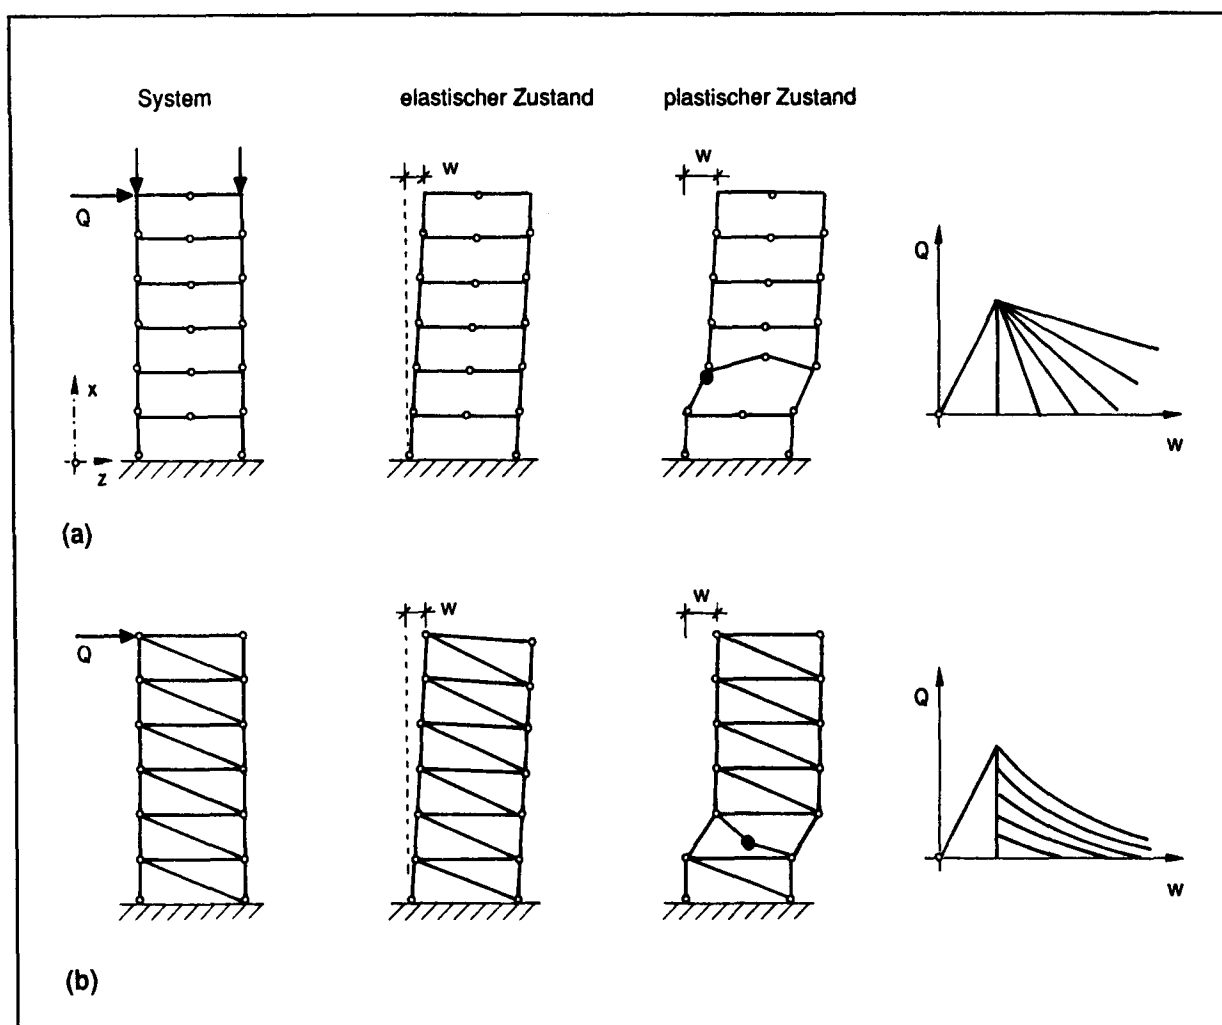 System elastischer Zustand plastischer Zustand
w w
Q Q
x
z w
(a)
w w
Q Q
w
(b)